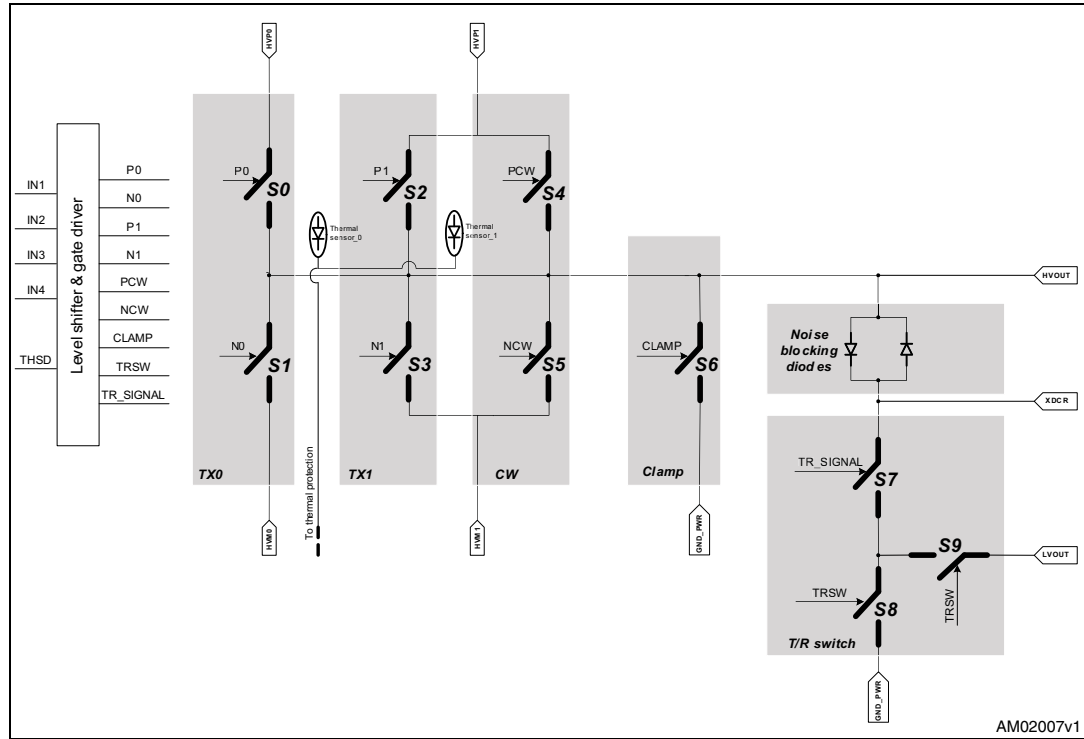 HVP0
HVP1
Level shifter & gate driver
IN1
IN2
IN3
IN4
THSD
P0
N0
P1
N1
PCW
NCW
CLAMP
TRSW
TR_SIGNAL
P0
S0
N0
S1
TX0
HVM0
Thermal
sensor_0
To thermal protection
P1
S2
N1
S3
TX1
Thermal
sensor_1
PCW
S4
NCW
S5
CW
HVM1
CLAMP
S6
Clamp
GND_PWR
HVOUT
Noise
blocking
diodes
XDCR
TR_SIGNAL
S7
S9
LVOUT
TRSW
TRSW
S8
T/R switch
GND_PWR
AM02007v1